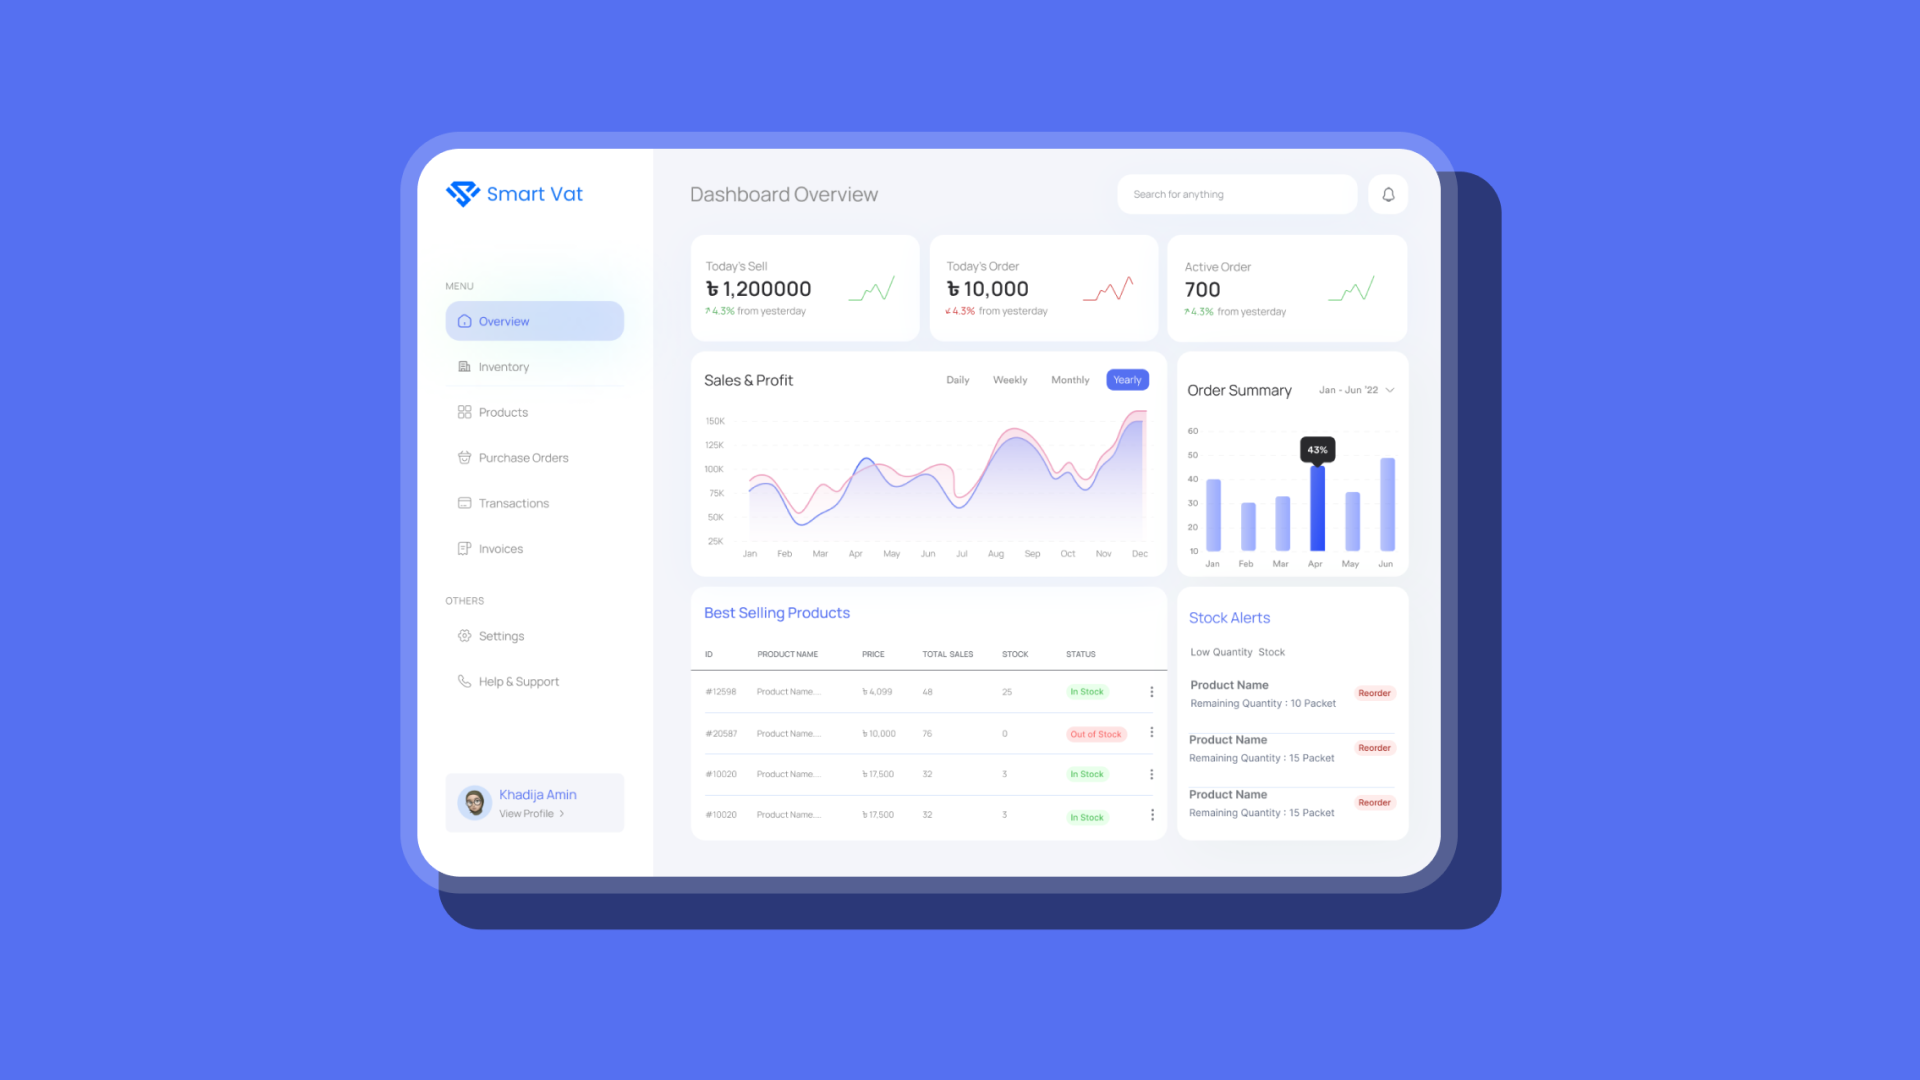 Smart Vat
MENU
Overview
Inventory
Products
Purchase Orders
Transactions
Invoices
OTHERS
Settings
Help & Support
Khadija Amin
View Profile >
Dashboard Overview
Search for anything
Today's Sell
৳ 1,200000
4.3% from yesterday
Today's Order
৳ 10,000
4.3% from yesterday
Active Order
700
4.3% from yesterday
Sales & Profit
Daily Weekly Monthly Yearly
150K
125K
100K
75K
50K
25K
Jan Feb Mar Apr May Jun Jul Aug Sep Oct Nov Dec
Order Summary
Jan - Jun '22
60
50
40
30
20
10
43%
Jan Feb Mar Apr May Jun
Best Selling Products
ID PRODUCT NAME PRICE TOTAL SALES STOCK STATUS
#12598 Product Name.... ৳ 4,099 48 25 In Stock
#20587 Product Name.... ৳ 10,000 76 0 Out of Stock
#10020 Product Name.... ৳ 17,500 32 3 In Stock
#10020 Product Name.... ৳ 17,500 32 3 In Stock
Stock Alerts
Low Quantity Stock
Product Name
Remaining Quantity : 10 Packet
Reorder
Product Name
Remaining Quantity : 15 Packet
Reorder
Product Name
Remaining Quantity : 15 Packet
Reorder